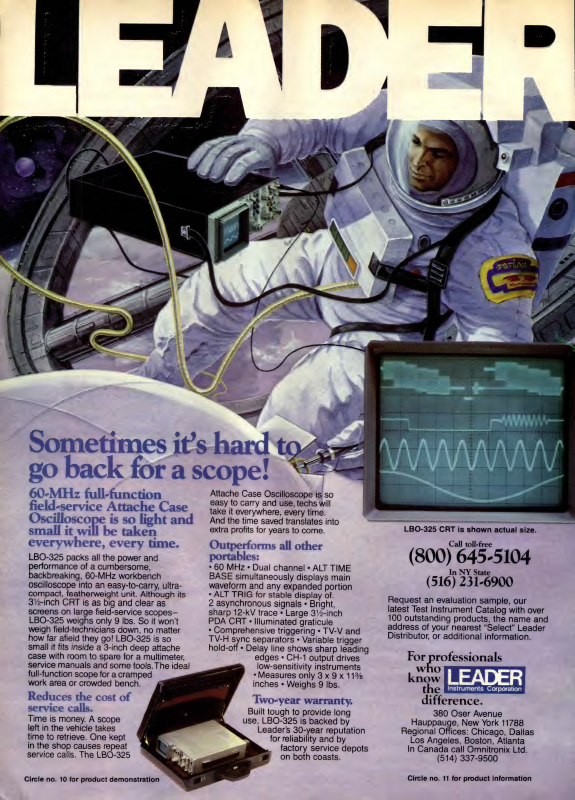 LEADER
Sometimes it's hard to
go back for a scope!
60-MHz full-function
field-service Attache Case
Oscilloscope is so light and
small it will be taken
everywhere, every time.
LBO-325 packs all the power and
performance of a cumbersome,
backbreaking, 60-MHz workbench
oscilloscope into an easy-to-carry, ultra-
compact, featherweight unit. Although its
3½-inch CRT is as big and clear as
screens on large field-service scopes–
LBO-325 weighs only 9 lbs. So it won't
weigh field-technicians down, no matter
how far afield they go! LBO-325 is so
small it fits inside a 3-inch deep attache
case with room to spare for a multimeter,
service manuals and some tools. The ideal
full-function scope for a cramped
work area or crowded bench.
Reduces the cost of
service calls.
Time is money. A scope
left in the vehicle takes
time to retrieve. One kept
in the shop causes repeat
service calls. The LBO-325
Attache Case Oscilloscope is so
easy to carry and use, techs will
take it everywhere, every time.
And the time saved translates into
extra profits for years to come.
Outperforms all other
portables:
• 60 MHz • Dual channel • ALT TIME
BASE simultaneously displays main
waveform and any expanded portion
• ALT TRIG for stable display of
2 asynchronous signals • Bright,
sharp 12-kV trace • Large 3½-inch
PDA CRT • Illuminated graticule
• Comprehensive triggering • TV-V and
TV-H sync separators • Variable trigger
hold-off • Delay line shows sharp leading
edges • CH-1 output drives
low-sensitivity instruments
• Measures only 3 x 9 x 11⅜
inches • Weighs 9 lbs.
Two-year warranty.
Built tough to provide long
use, LBO-325 is backed by
Leader's 30-year reputation
for reliability and by
factory service depots
on both coasts.
LBO-325 CRT is shown actual size.
Call toll-free
(800) 645-5104
In NY State
(516) 231-6900
Request an evaluation sample, our
latest Test Instrument Catalog with over
100 outstanding products, the name and
address of your nearest "Select" Leader
Distributor, or additional information.
For professionals
who
know
the
difference.
LEADER
Instruments Corporation
380 Oser Avenue
Hauppauge, New York 11788
Regional Offices: Chicago, Dallas
Los Angeles, Boston, Atlanta
In Canada call Omnitronix Ltd.
(514) 337-9500
Circle no. 10 for product demonstration
Circle no. 11 for product information